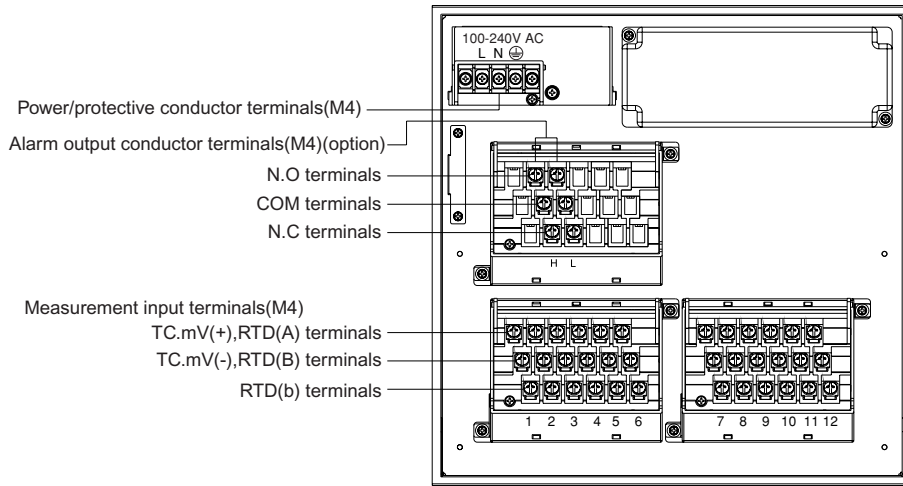 100-240V AC
L N
Power/protective conductor terminals(M4)
Alarm output conductor terminals(M4)(option)
N.O terminals
COM terminals
N.C terminals
H L
Measurement input terminals(M4)
TC.mV(+),RTD(A) terminals
TC.mV(-),RTD(B) terminals
RTD(b) terminals
1 2 3 4 5 6
7 8 9 10 11 12